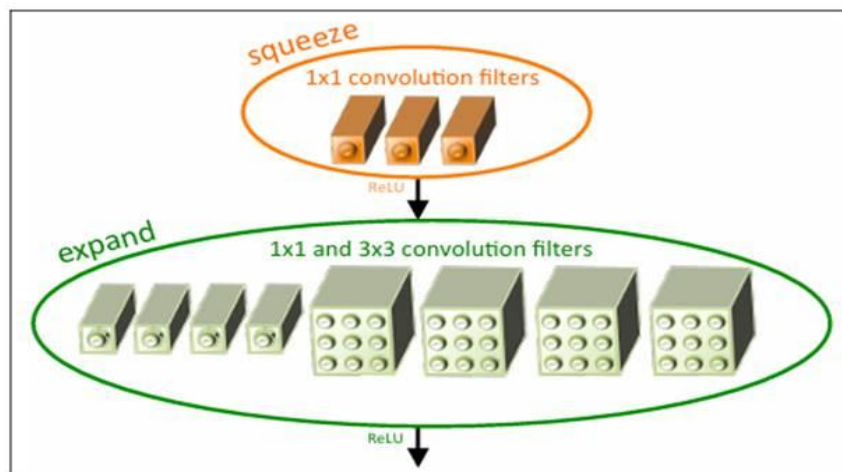 squeeze
1x1 convolution filters
ReLU
expand
1x1 and 3x3 convolution filters
ReLU